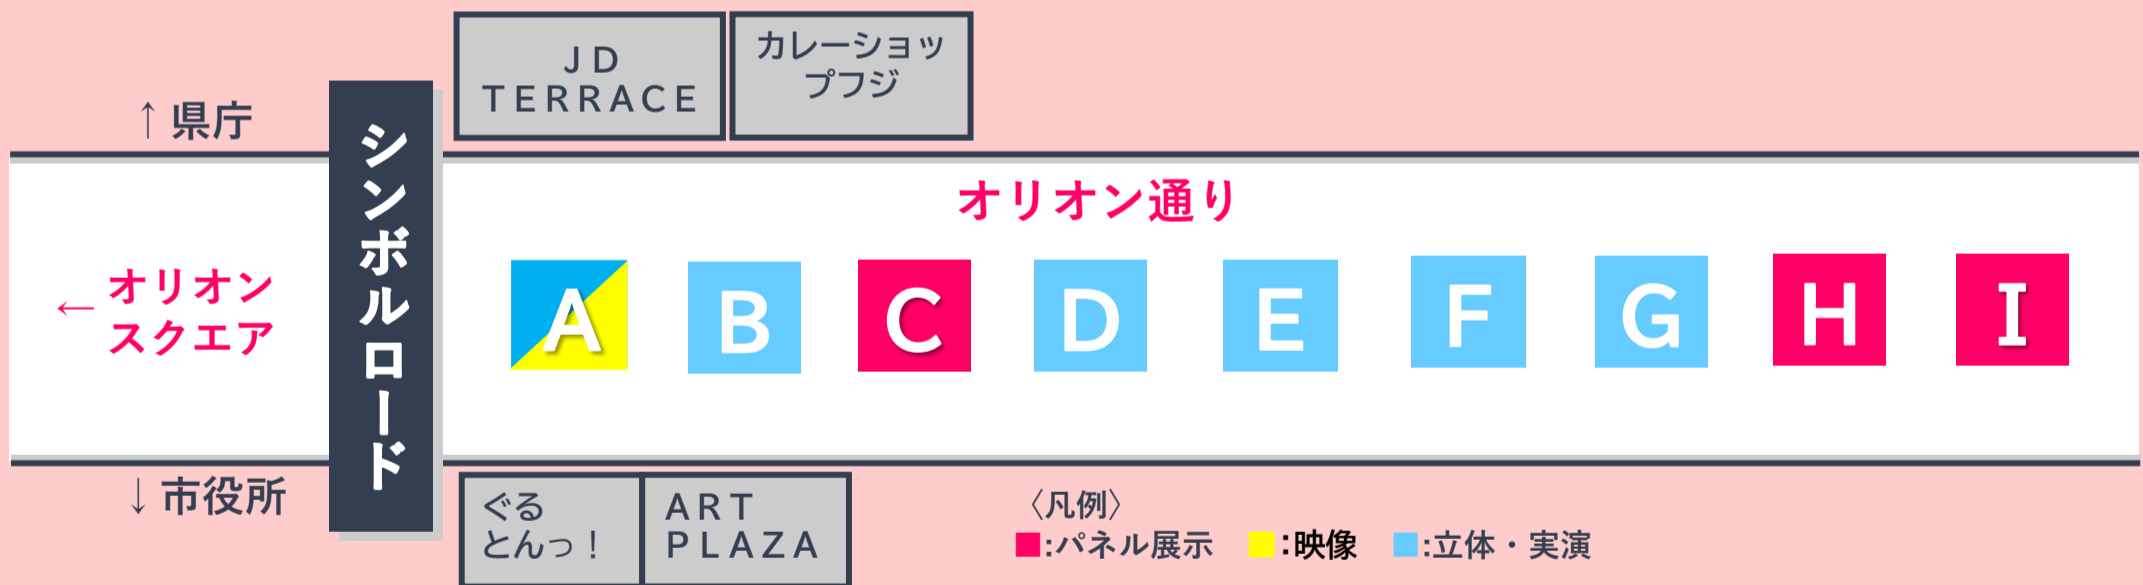 JD
TERRACE
カレーショッ
プフジ
↑県庁
シンボルロード
オリオン通り
←オリオン
スクエア
A
B
C
D
E
F
G
H
I
↓市役所
ぐる
とんっ！
ART
PLAZA
〈凡例〉
:パネル展示 :映像 :立体・実演